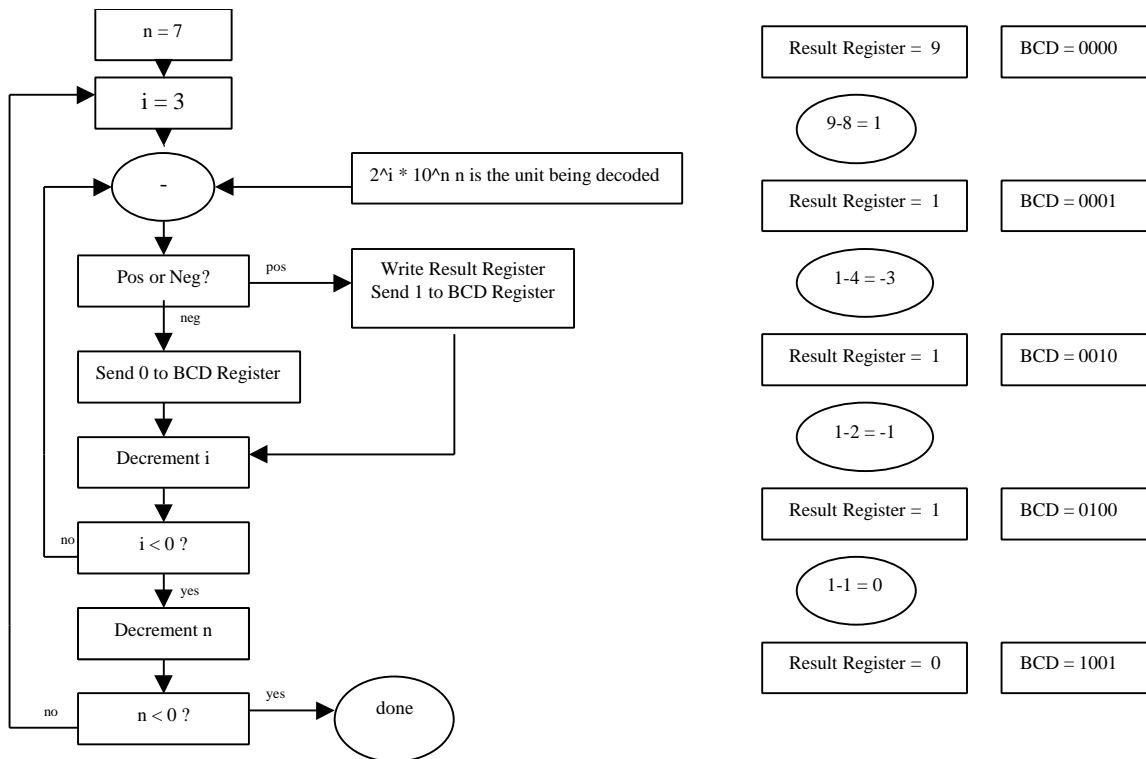 n = 7
i = 3
-
2^i * 10^n n is the unit being decoded
Pos or Neg?
pos
Write Result Register
Send 1 to BCD Register
neg
Send 0 to BCD Register
Decrement i
no
i < 0 ?
yes
Decrement n
no
n < 0 ?
yes
done
Result Register = 9
BCD = 0000
9-8 = 1
Result Register = 1
BCD = 0001
1-4 = -3
Result Register = 1
BCD = 0010
1-2 = -1
Result Register = 1
BCD = 0100
1-1 = 0
Result Register = 0
BCD = 1001